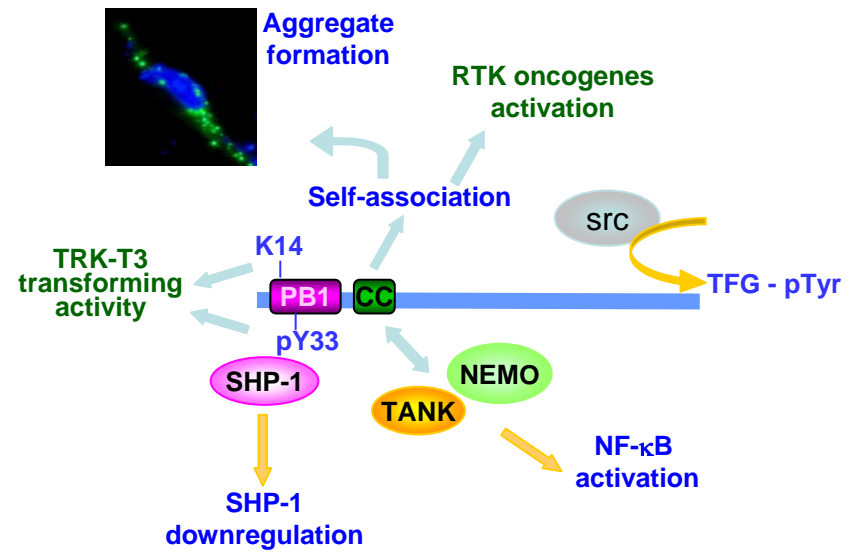 Aggregate
formation
RTK oncogenes
activation
Self-association
src
K14
TRK-T3
transforming
activity
TFG - pTyr
PB1
CC
pY33
SHP-1
NEMO
TANK
NF-κB
activation
SHP-1
downregulation